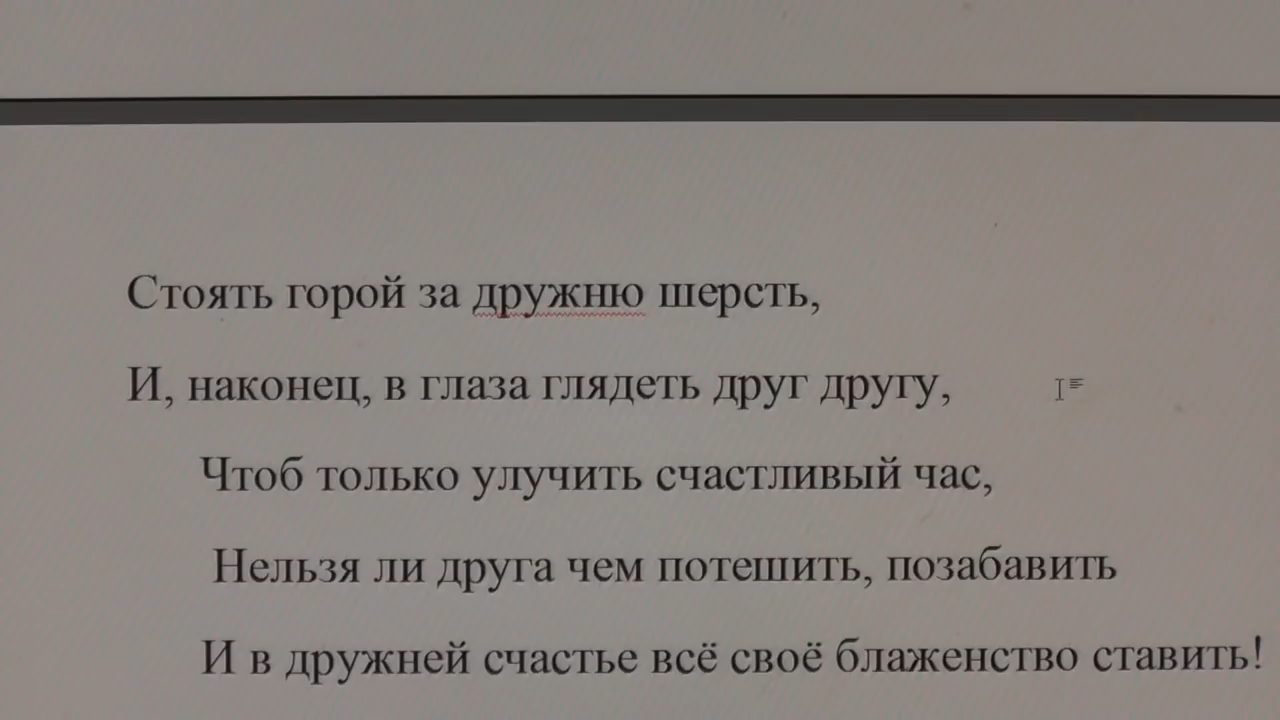 Стоять горой за дружню шерсть,
И, наконец, в глаза глядеть друг другу,
Чтоб только улучить счастливый час,
Нельзя ли друга чем потешить, позабавить
И в дружней счастье всё своё блаженство ставить!